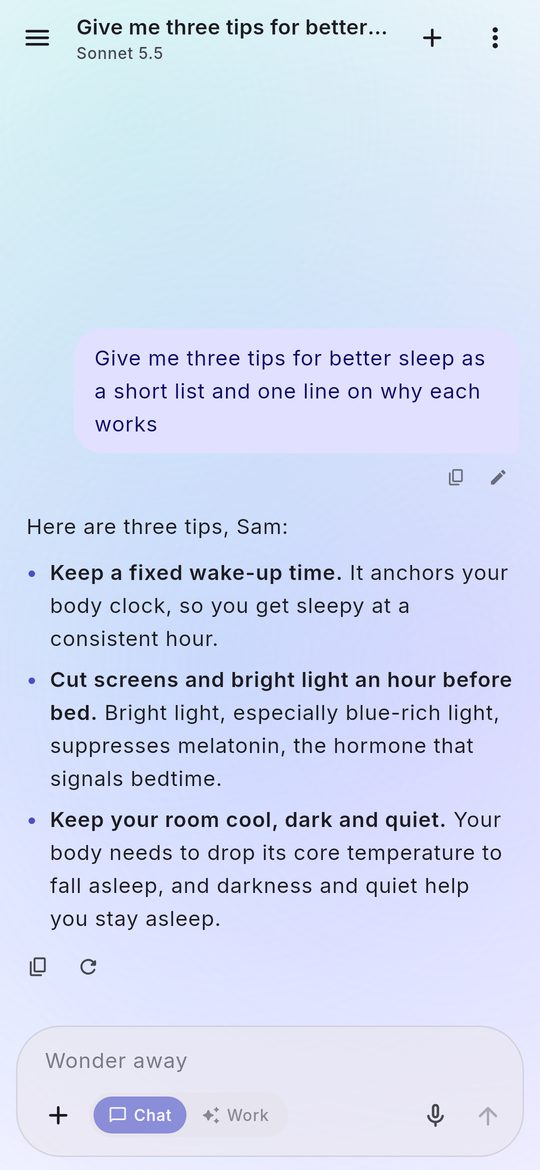 Give me three tips for better...
Sonnet 5.5
Give me three tips for better sleep as
a short list and one line on why each
works
Here are three tips, Sam:
• Keep a fixed wake-up time. It anchors your
body clock, so you get sleepy at a
consistent hour.
• Cut screens and bright light an hour before
bed. Bright light, especially blue-rich light,
suppresses melatonin, the hormone that
signals bedtime.
• Keep your room cool, dark and quiet. Your
body needs to drop its core temperature to
fall asleep, and darkness and quiet help
you stay asleep.
Wonder away
Chat Work